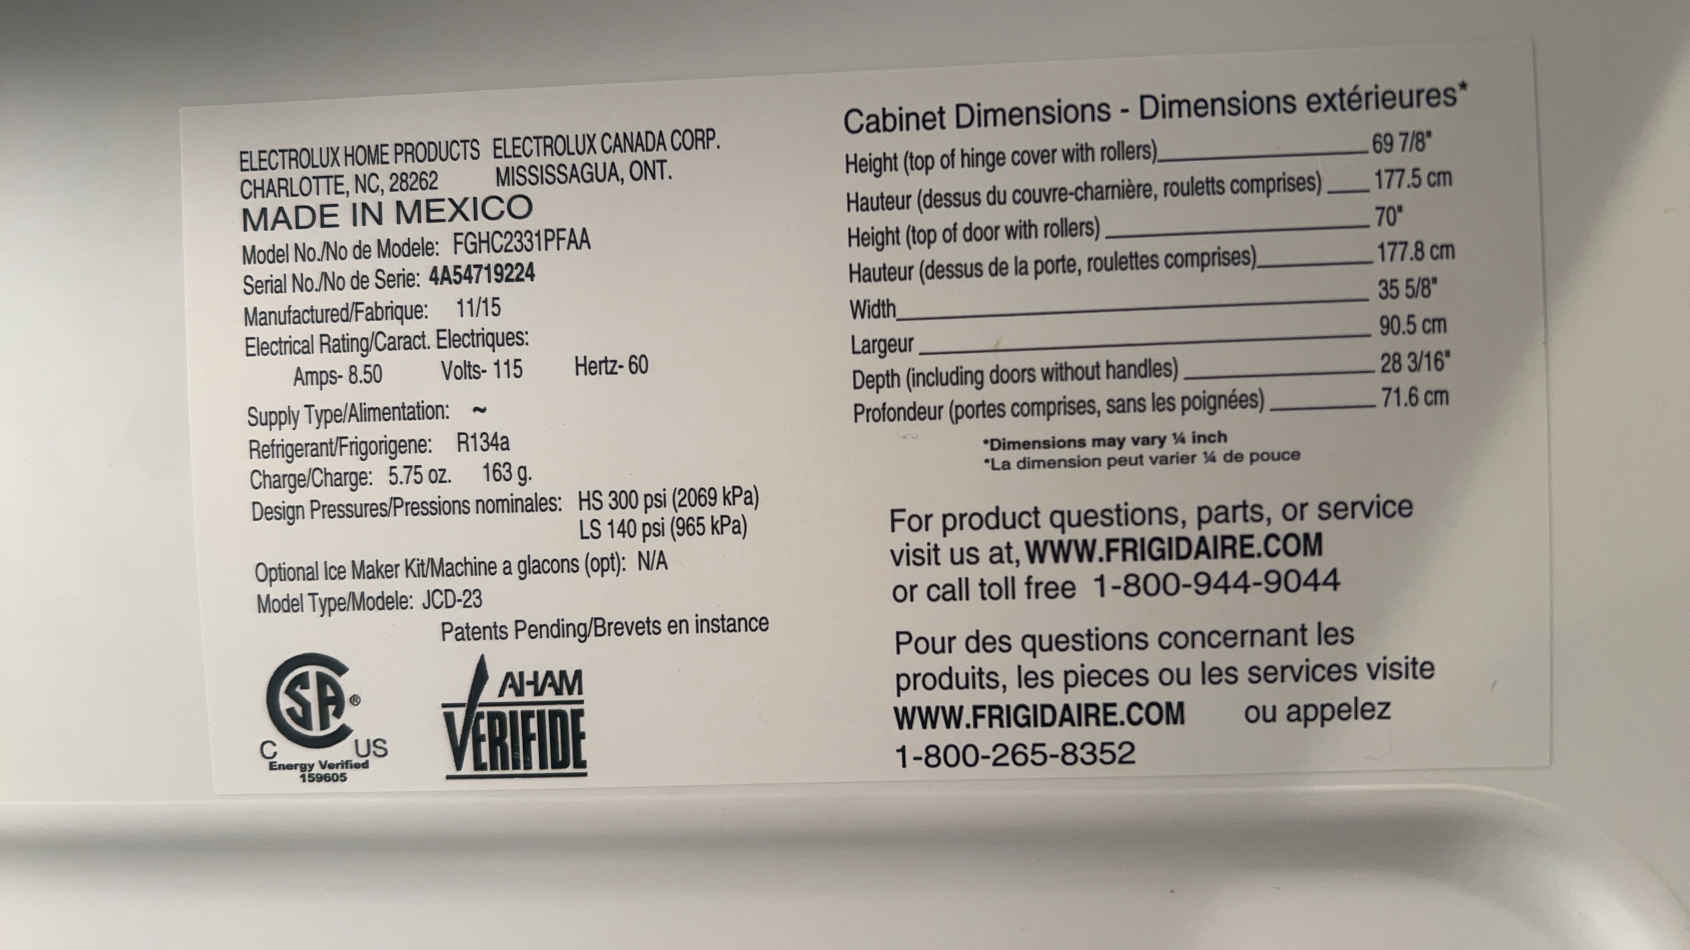 ELECTROLUX HOME PRODUCTS ELECTROLUX CANADA CORP.
CHARLOTTE, NC, 28262 MISSISSAGUA, ONT.
MADE IN MEXICO
Model No./No de Modele: FGHC2331PFAA
Serial No./No de Serie: 4A54719224
Manufactured/Fabrique: 11/15
Electrical Rating/Caract. Electriques:
Amps- 8.50 Volts- 115 Hertz- 60
Supply Type/Alimentation: ~
Refrigerant/Frigorigene: R134a
Charge/Charge: 5.75 oz. 163 g.
Design Pressures/Pressions nominales: HS 300 psi (2069 kPa)
LS 140 psi (965 kPa)
Optional Ice Maker Kit/Machine a glacons (opt): N/A
Model Type/Modele: JCD-23
Patents Pending/Brevets en instance
SA®
C US
Energy Verified
159605
AHAM
VERIFIDE
Cabinet Dimensions - Dimensions extérieures*
Height (top of hinge cover with rollers) 69 7/8"
Hauteur (dessus du couvre-charnière, rouletts comprises) 177.5 cm
Height (top of door with rollers) 70"
Hauteur (dessus de la porte, roulettes comprises) 177.8 cm
Width 35 5/8"
Largeur 90.5 cm
Depth (including doors without handles) 28 3/16"
Profondeur (portes comprises, sans les poignées) 71.6 cm
*Dimensions may vary ¼ inch
*La dimension peut varier ¼ de pouce
For product questions, parts, or service
visit us at, WWW.FRIGIDAIRE.COM
or call toll free 1-800-944-9044
Pour des questions concernant les
produits, les pieces ou les services visite
WWW.FRIGIDAIRE.COM ou appelez
1-800-265-8352